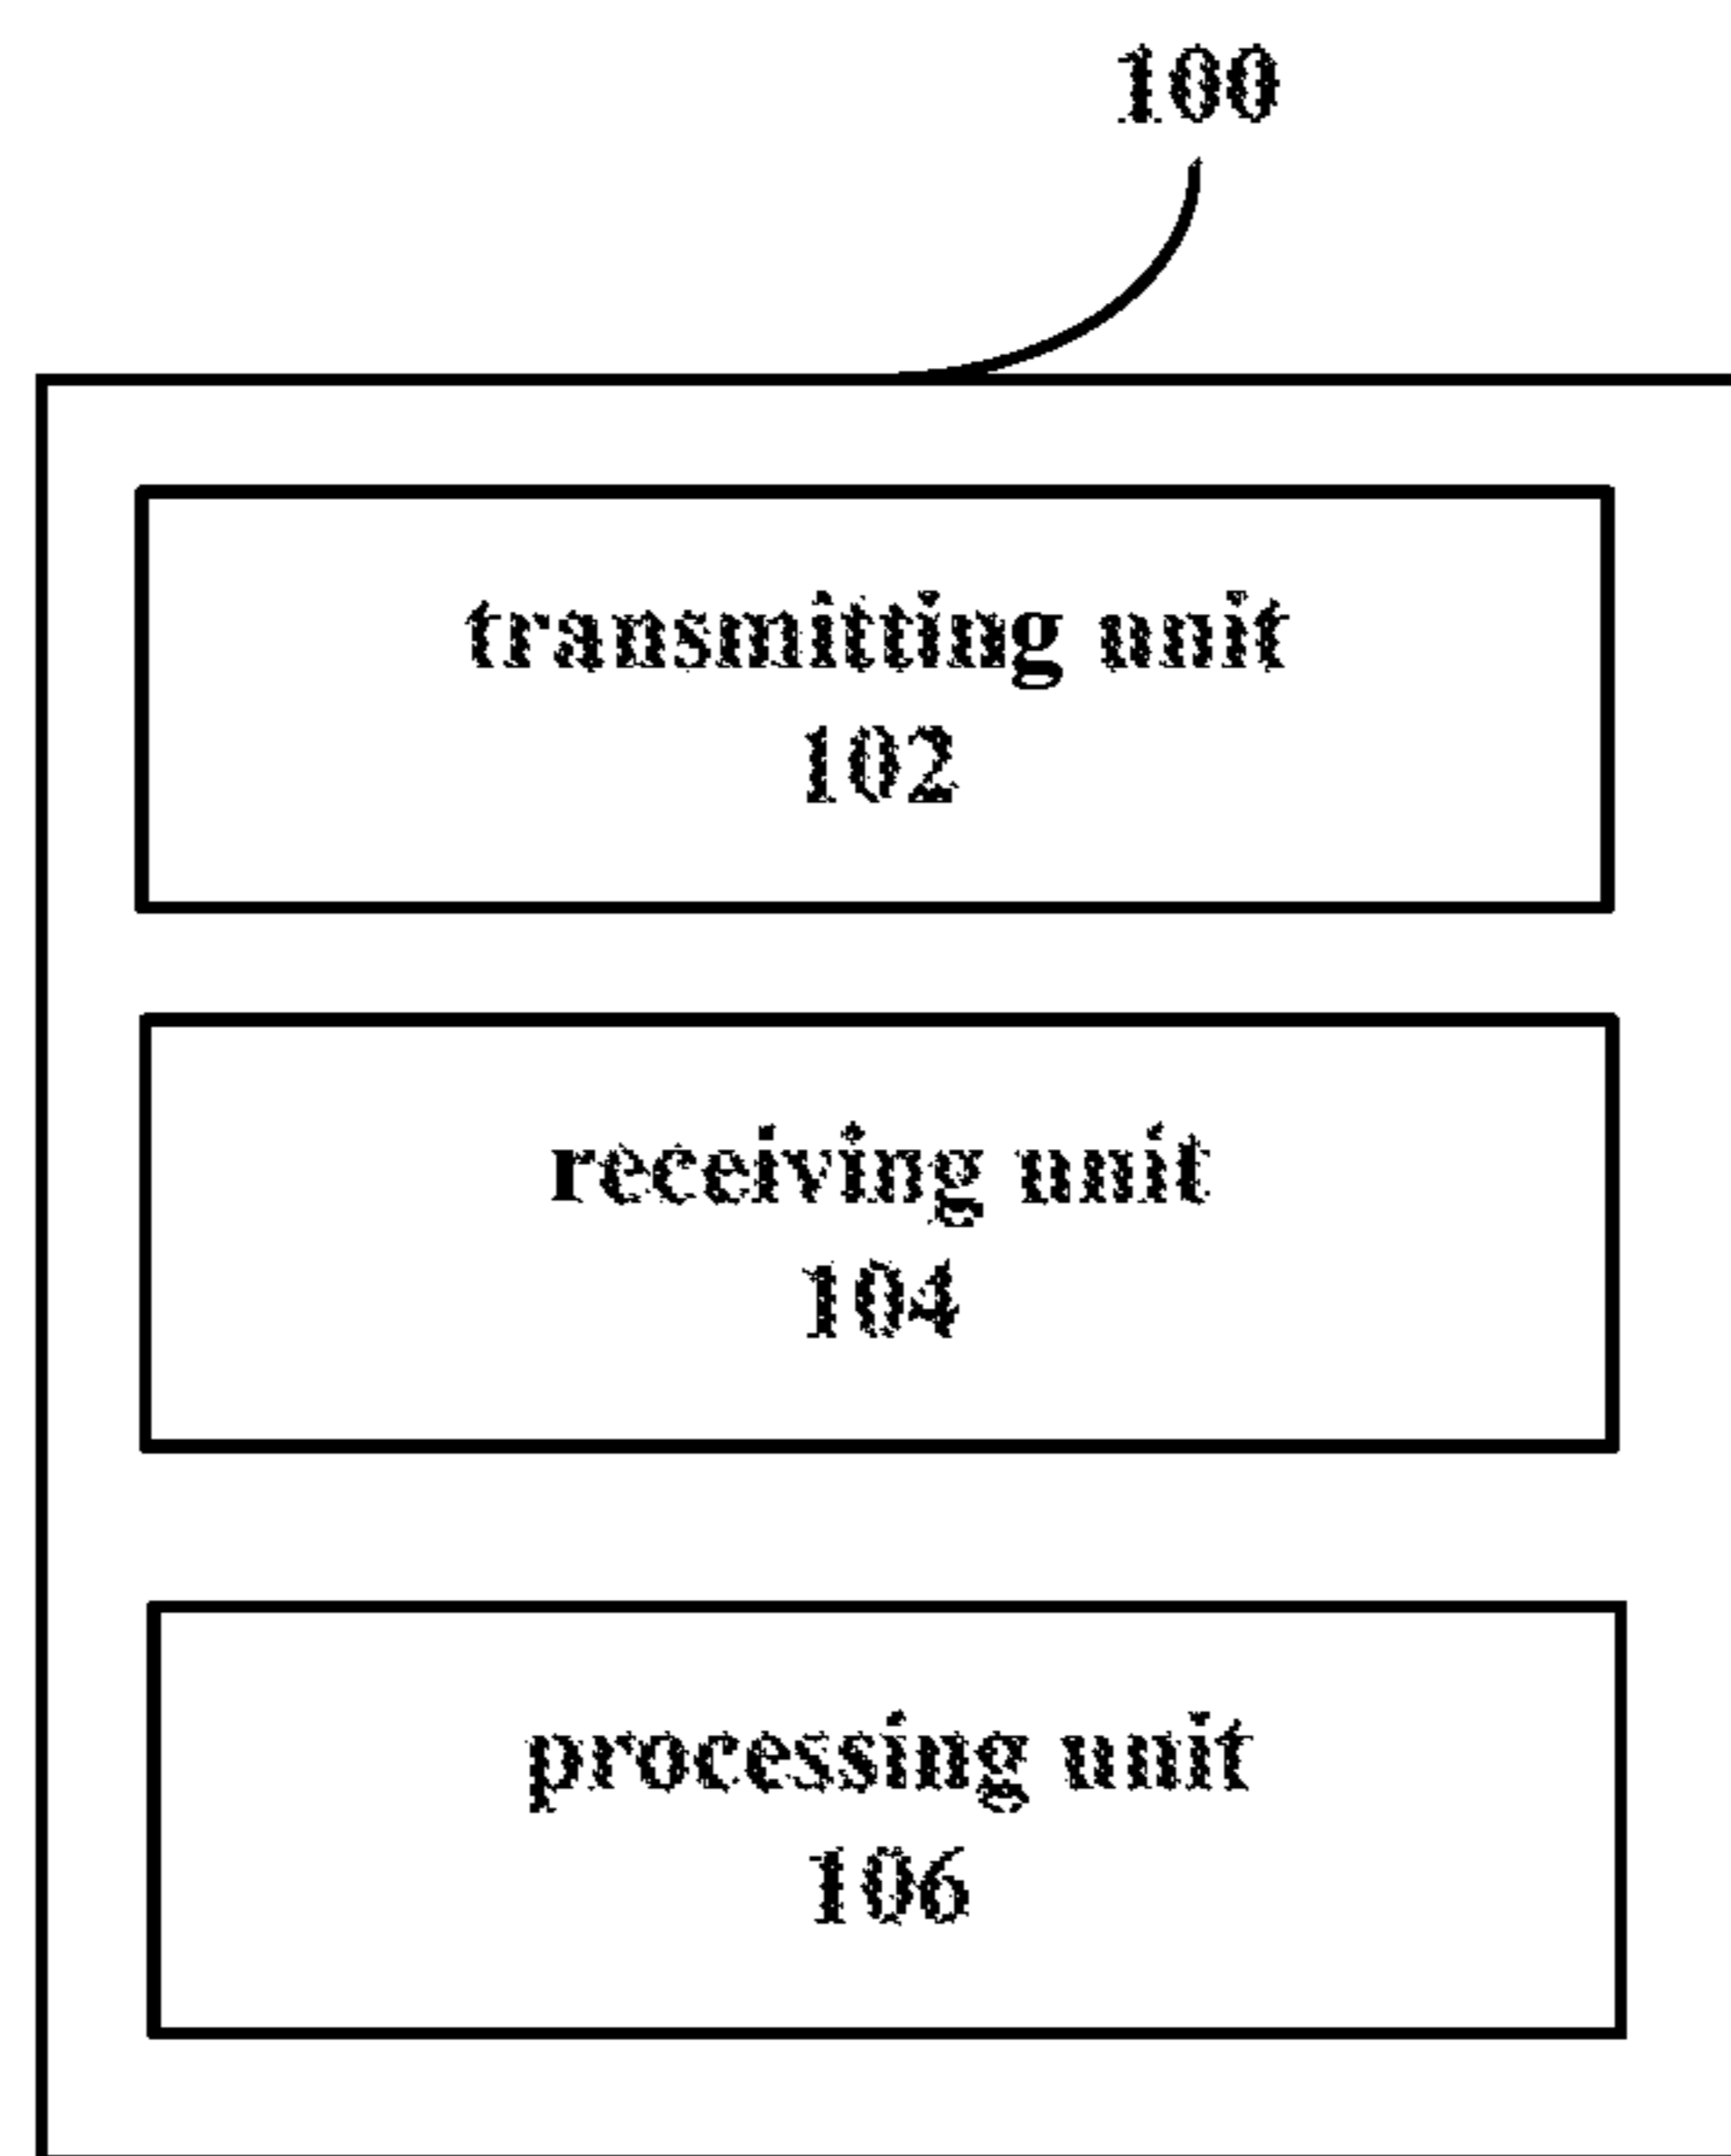 100
transmitting unit
102
receiving unit
104
processing unit
106